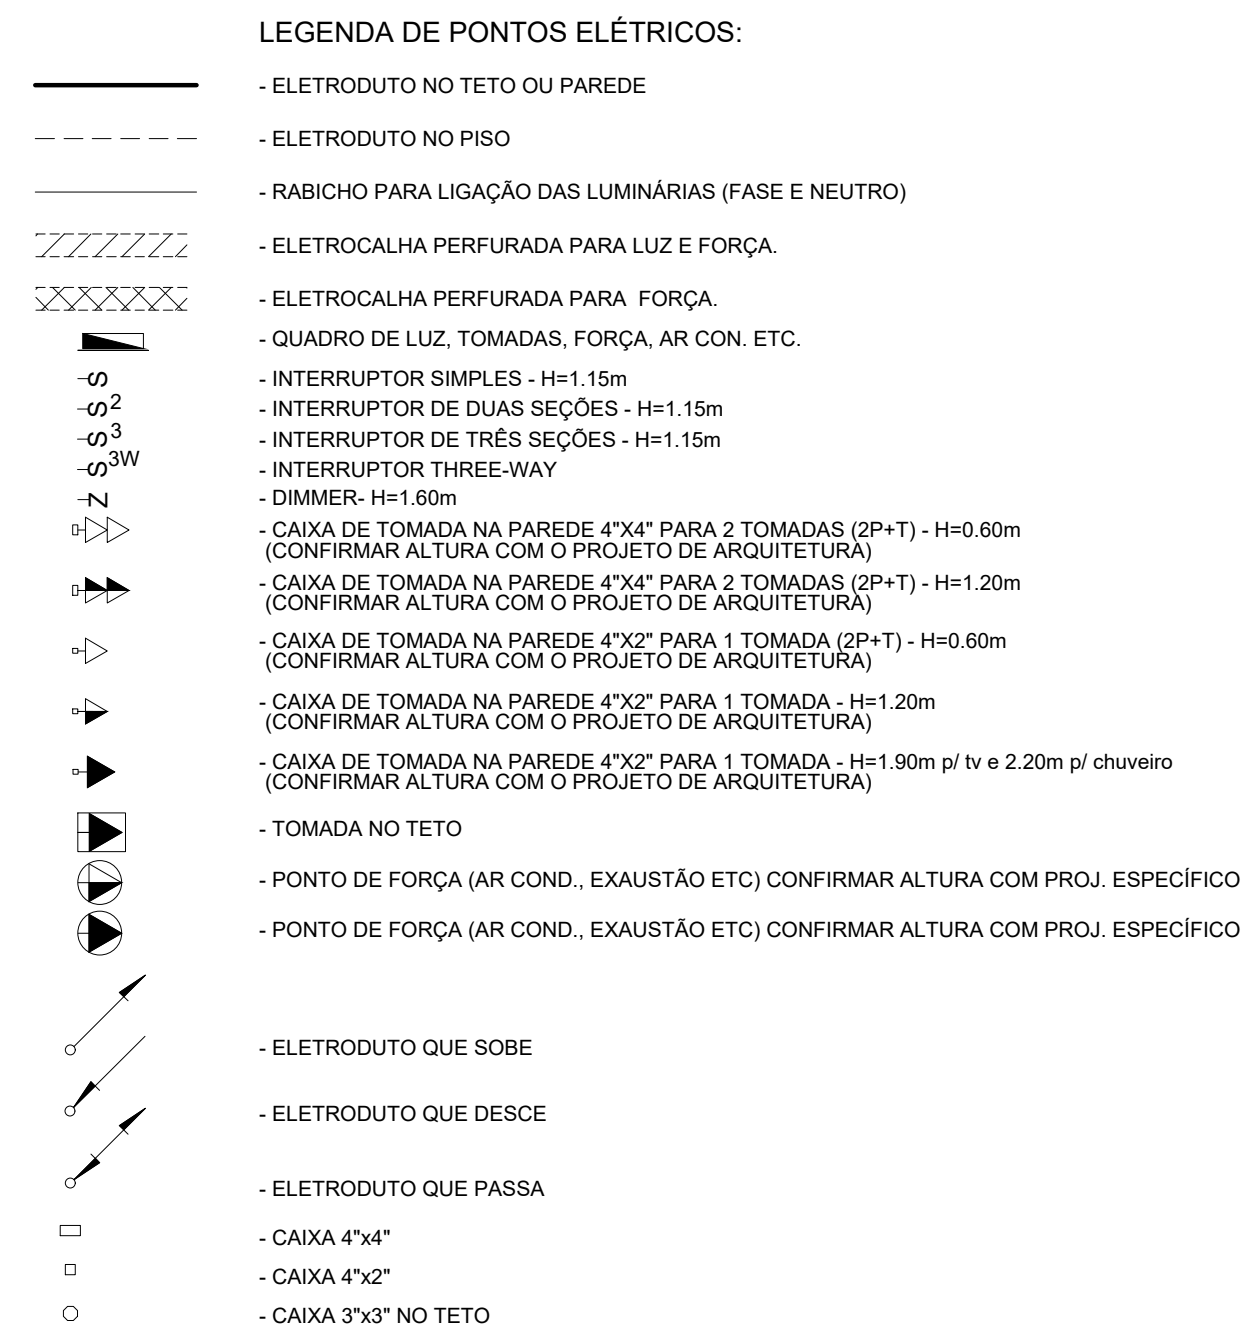 LEGENDA DE PONTOS ELÉTRICOS:
- ELETRODUTO NO TETO OU PAREDE
- ELETRODUTO NO PISO
- RABICHO PARA LIGAÇÃO DAS LUMINÁRIAS (FASE E NEUTRO)
- ELETROCALHA PERFURADA PARA LUZ E FORÇA.
- ELETROCALHA PERFURADA PARA  FORÇA.
- QUADRO DE LUZ, TOMADAS, FORÇA, AR CON. ETC.
S - INTERRUPTOR SIMPLES - H=1.15m
S2 - INTERRUPTOR DE DUAS SEÇÕES - H=1.15m
S3 - INTERRUPTOR DE TRÊS SEÇÕES - H=1.15m
S3W - INTERRUPTOR THREE-WAY
Z - DIMMER- H=1.60m
- CAIXA DE TOMADA NA PAREDE 4"X4" PARA 2 TOMADAS (2P+T) - H=0.60m
(CONFIRMAR ALTURA COM O PROJETO DE ARQUITETURA)
- CAIXA DE TOMADA NA PAREDE 4"X4" PARA 2 TOMADAS (2P+T) - H=1.20m
(CONFIRMAR ALTURA COM O PROJETO DE ARQUITETURA)
- CAIXA DE TOMADA NA PAREDE 4"X2" PARA 1 TOMADA (2P+T) - H=0.60m
(CONFIRMAR ALTURA COM O PROJETO DE ARQUITETURA)
- CAIXA DE TOMADA NA PAREDE 4"X2" PARA 1 TOMADA - H=1.20m
(CONFIRMAR ALTURA COM O PROJETO DE ARQUITETURA)
- CAIXA DE TOMADA NA PAREDE 4"X2" PARA 1 TOMADA - H=1.90m p/ tv e 2.20m p/ chuveiro
(CONFIRMAR ALTURA COM O PROJETO DE ARQUITETURA)
- TOMADA NO TETO
- PONTO DE FORÇA (AR COND., EXAUSTÃO ETC) CONFIRMAR ALTURA COM PROJ. ESPECÍFICO
- PONTO DE FORÇA (AR COND., EXAUSTÃO ETC) CONFIRMAR ALTURA COM PROJ. ESPECÍFICO
- ELETRODUTO QUE SOBE
- ELETRODUTO QUE DESCE
- ELETRODUTO QUE PASSA
- CAIXA 4"x4"
- CAIXA 4"x2"
- CAIXA 3"x3" NO TETO